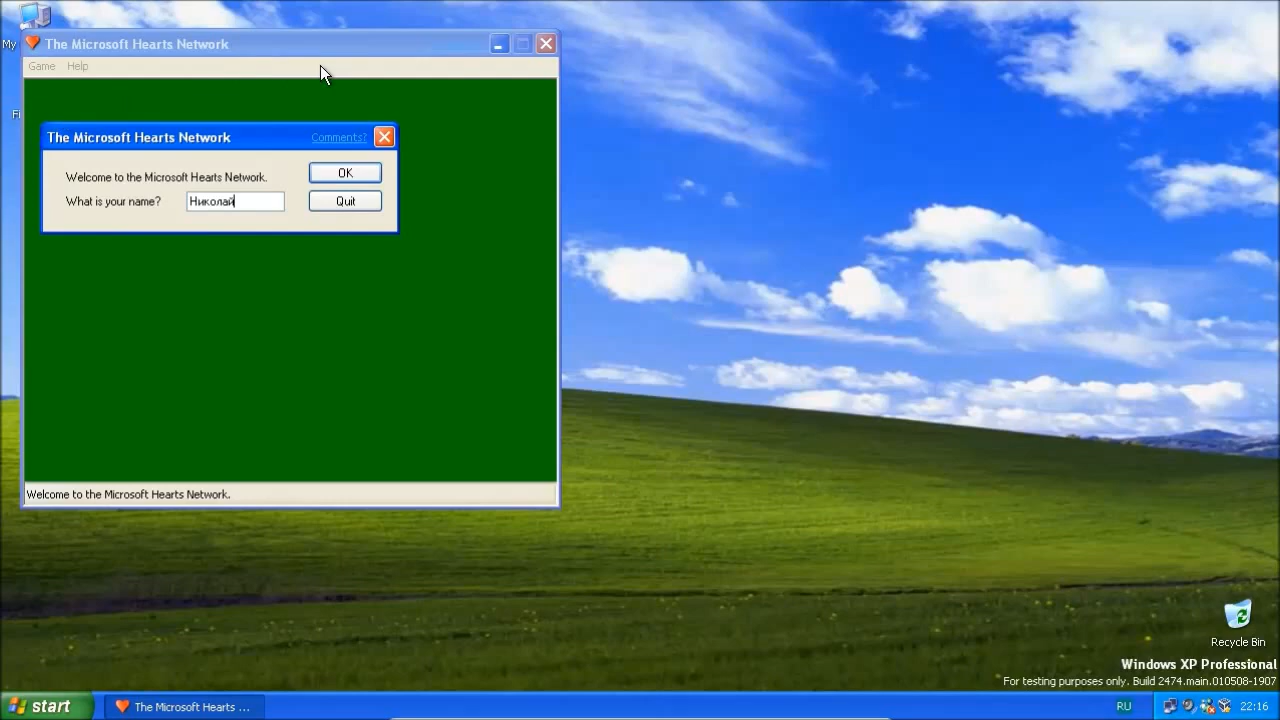 My
The Microsoft Hearts Network
Game Help
Fi
The Microsoft Hearts Network Comments?
Welcome to the Microsoft Hearts Network.
OK
What is your name? Николай
Quit
Welcome to the Microsoft Hearts Network.
Recycle Bin
Windows XP Professional
For testing purposes only. Build 2474.main.010508-1907
start
The Microsoft Hearts ...
RU
22:16